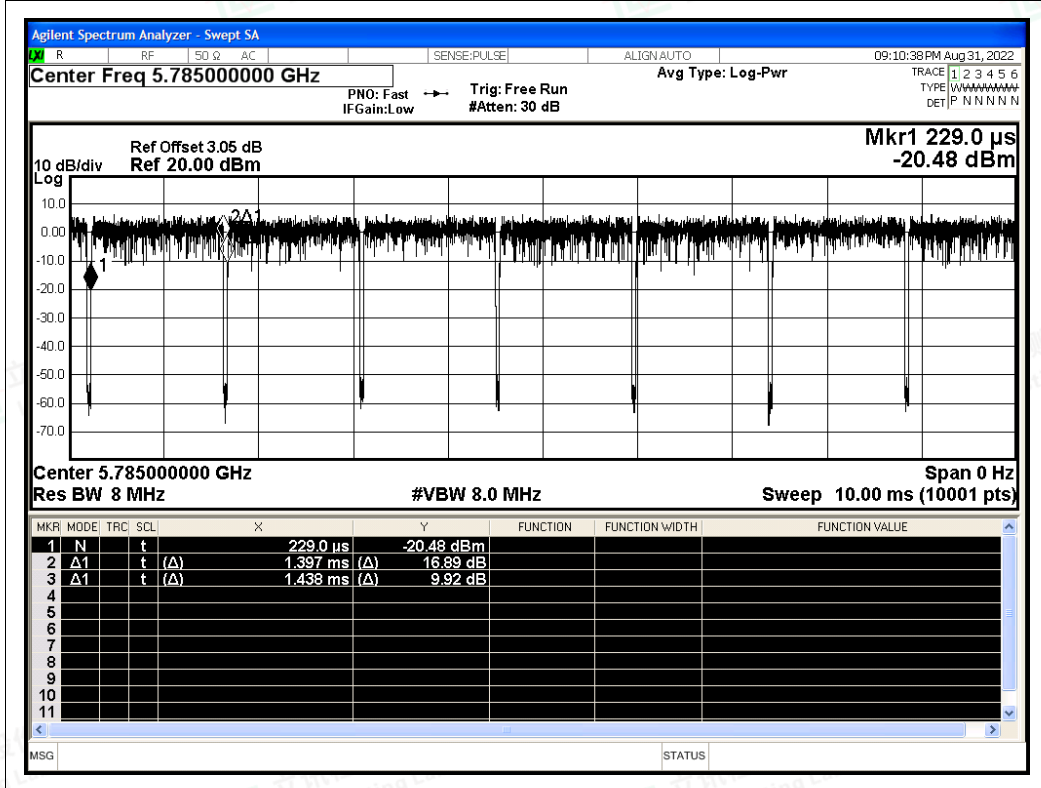 Agilent Spectrum Analyzer - Swept SA
LXI R RF 50 Ω AC SENSE:PULSE ALIGN AUTO 09:10:38 PM Aug 31, 2022
Center Freq 5.785000000 GHz Avg Type: Log-Pwr TRACE 1 2 3 4 5 6
PNO: Fast Trig: Free Run TYPE WWWWWW
IFGain:Low #Atten: 30 dB DET P N N N N N
Mkr1 229.0 µs
Ref Offset 3.05 dB
10 dB/div Ref 20.00 dBm -20.48 dBm
Log
10.0
2Δ1
0.00
-10.0
1
-20.0
-30.0
-40.0
-50.0
-60.0
-70.0
Center 5.785000000 GHz Span 0 Hz
Res BW 8 MHz #VBW 8.0 MHz Sweep 10.00 ms (10001 pts)
MKR MODE TRC SCL X Y FUNCTION FUNCTION WIDTH FUNCTION VALUE
1 N t 229.0 µs -20.48 dBm
2 Δ1 t (Δ) 1.397 ms (Δ) 16.89 dB
3 Δ1 t (Δ) 1.438 ms (Δ) 9.92 dB
4
5
6
7
8
9
10
11
MSG STATUS